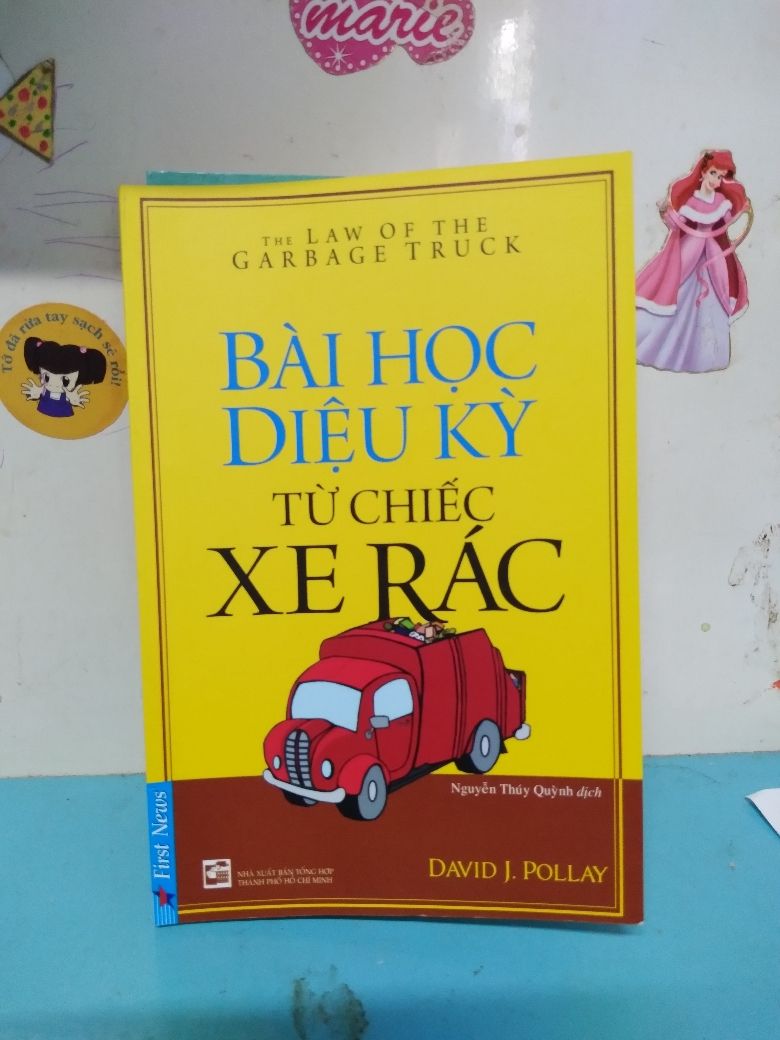 marie
Tớ đã rửa tay sạch sẽ rồi!
THE LAW OF THE
GARBAGE TRUCK
BÀI HỌC
DIỆU KỲ
TỪ CHIẾC
XE RÁC
Nguyễn Thúy Quỳnh dịch
First News
NHÀ XUẤT BẢN TỔNG HỢP
THÀNH PHỐ HỒ CHÍ MINH
DAVID J. POLLAY